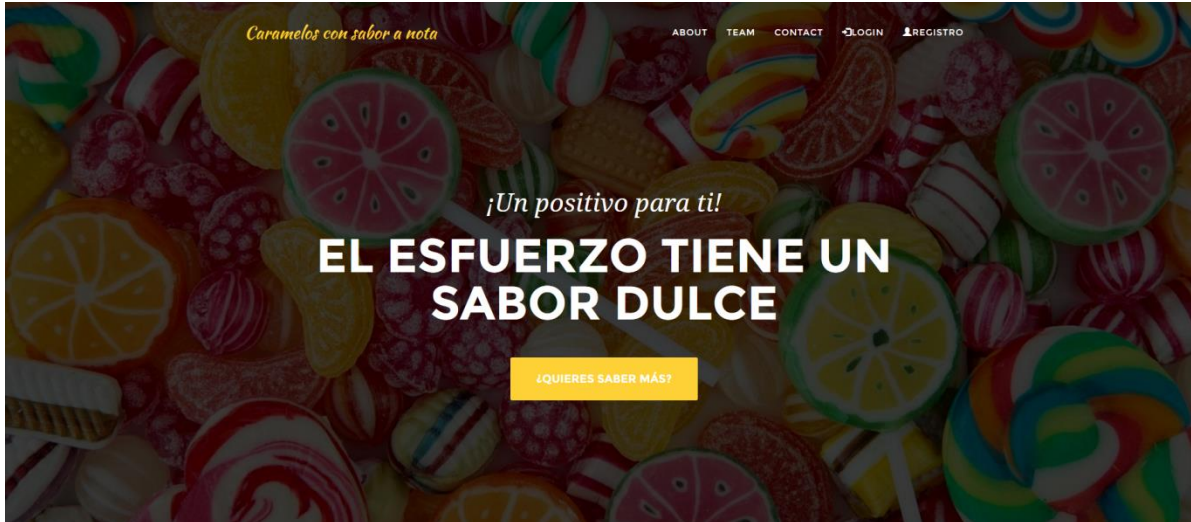 Caramelos con sabor a nota
ABOUT TEAM CONTACT LOGIN REGISTRO
¡Un positivo para ti!
EL ESFUERZO TIENE UN
SABOR DULCE
¿QUIERES SABER MÁS?